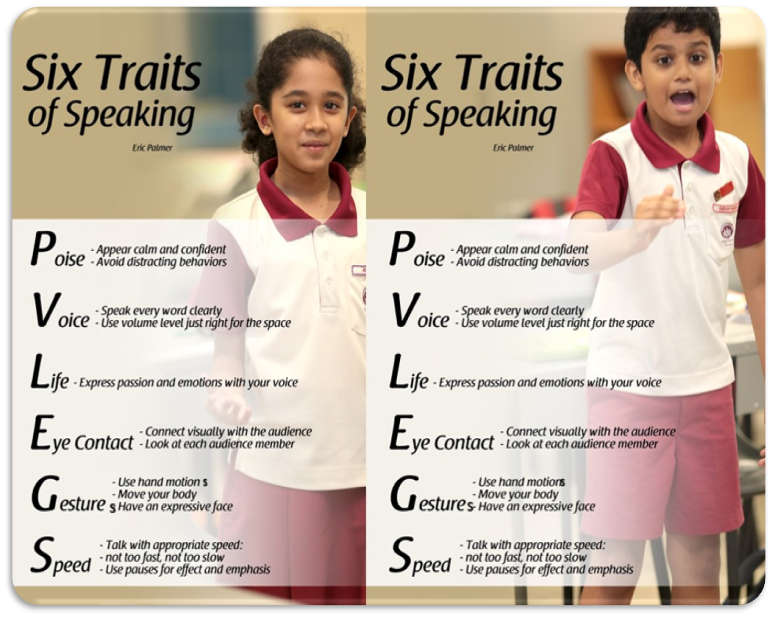 Six Traits
of Speaking
Eric Palmer
Poise
- Appear calm and confident
- Avoid distracting behaviors
Voice
- Speak every word clearly
- Use volume level just right for the space
Life - Express passion and emotions with your voice
Eye Contact
- Connect visually with the audience
- Look at each audience member
Gestures
- Use hand motions
- Move your body
- Have an expressive face
Speed
- Talk with appropriate speed:
- not too fast, not too slow
- Use pauses for effect and emphasis
Six Traits
of Speaking
Eric Palmer
Poise
- Appear calm and confident
- Avoid distracting behaviors
Voice
- Speak every word clearly
- Use volume level just right for the space
Life - Express passion and emotions with your voice
Eye Contact
- Connect visually with the audience
- Look at each audience member
Gestures
- Use hand motions
- Move your body
- Have an expressive face
Speed
- Talk with appropriate speed:
- not too fast, not too slow
- Use pauses for effect and emphasis